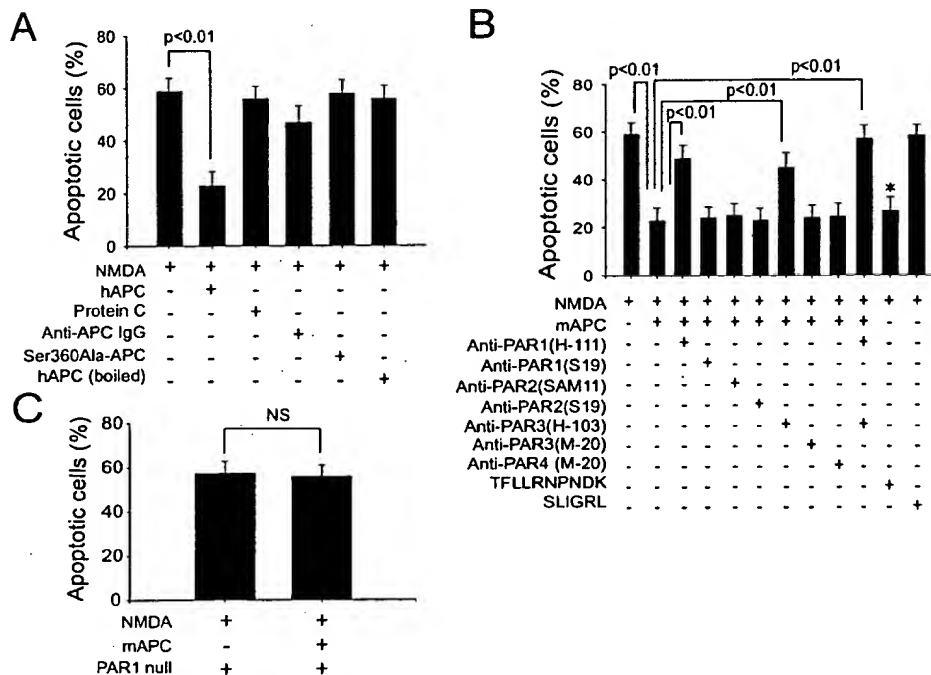 A
Apoptotic cells (%)
80
60
40
20
0
p<0.01
NMDA + + + + + +
hAPC - + - - - -
Protein C - - + - - -
Anti-APC IgG - - - + - -
Ser360Ala-APC - - - - + -
hAPC (boiled) - - - - - +
B
Apoptotic cells (%)
80
60
40
20
0
p<0.01
p<0.01
p<0.01
p<0.01
*
NMDA + + + + + + + + + + + +
mAPC - + + + + + + + + + - -
Anti-PAR1(H-111) - - + - - - - - - + - -
Anti-PAR1(S19) - - - + - - - - - - - -
Anti-PAR2(SAM11) - - - - + - - - - - - -
Anti-PAR2(S19) - - - - - + - - - - - -
Anti-PAR3(H-103) - - - - - - + - - + - -
Anti-PAR3(M-20) - - - - - - - + - - - -
Anti-PAR4 (M-20) - - - - - - - - + - - -
TFLLRNPNDK - - - - - - - - - - + -
SLIGRL - - - - - - - - - - - +
C
Apoptotic cells (%)
80
60
40
20
0
NS
NMDA + +
mAPC - +
PAR1 null + +